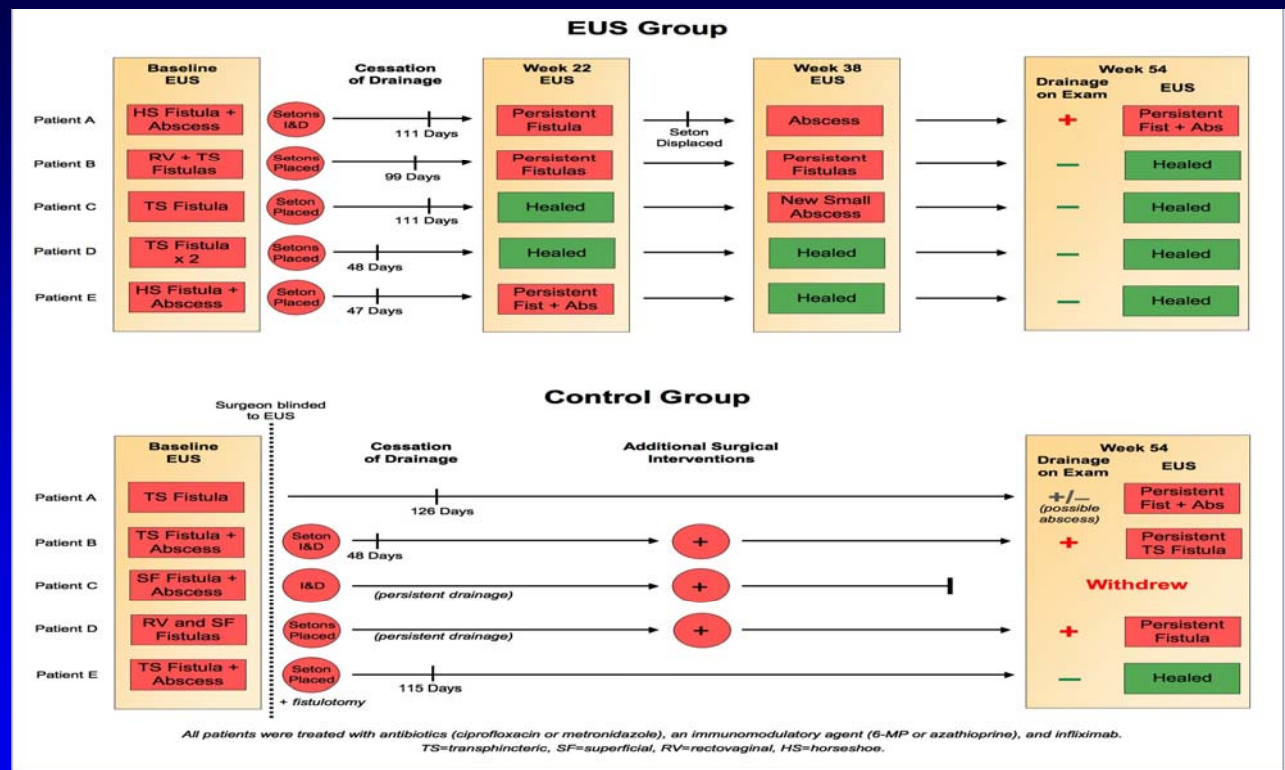 EUS Group
Baseline
EUS
Cessation
of Drainage
Week 22
EUS
Week 38
EUS
Week 54
Drainage
on Exam
EUS
Patient A
HS Fistula +
Abscess
Setons
I&D
111 Days
Persistent
Fistula
Seton
Displaced
Abscess
+
Persistent
Fist + Abs
Patient B
RV + TS
Fistulas
Setons
Placed
99 Days
Persistent
Fistulas
Persistent
Fistulas
—
Healed
Patient C
TS Fistula
Seton
Placed
111 Days
Healed
New Small
Abscess
—
Healed
Patient D
TS Fistula
x 2
Setons
Placed
48 Days
Healed
Healed
—
Healed
Patient E
HS Fistula +
Abscess
Seton
Placed
47 Days
Persistent
Fist + Abs
Healed
—
Healed
Control Group
Surgeon blinded
to EUS
Baseline
EUS
Cessation
of Drainage
Additional Surgical
Interventions
Week 54
Drainage
on Exam
EUS
Patient A
TS Fistula
126 Days
+/–
(possible
abscess)
Persistent
Fist + Abs
Patient B
TS Fistula +
Abscess
Seton
I&D
48 Days
+
+
Persistent
TS Fistula
Patient C
SF Fistula +
Abscess
I&D
(persistent drainage)
+
Withdrew
Patient D
RV and SF
Fistulas
Setons
Placed
(persistent drainage)
+
+
Persistent
Fistula
Patient E
TS Fistula +
Abscess
Seton
Placed
+ fistulotomy
115 Days
—
Healed
All patients were treated with antibiotics (ciprofloxacin or metronidazole), an immunomodulatory agent (6-MP or azathioprine), and infliximab.
TS=transphincteric, SF=superficial, RV=rectovaginal, HS=horseshoe.